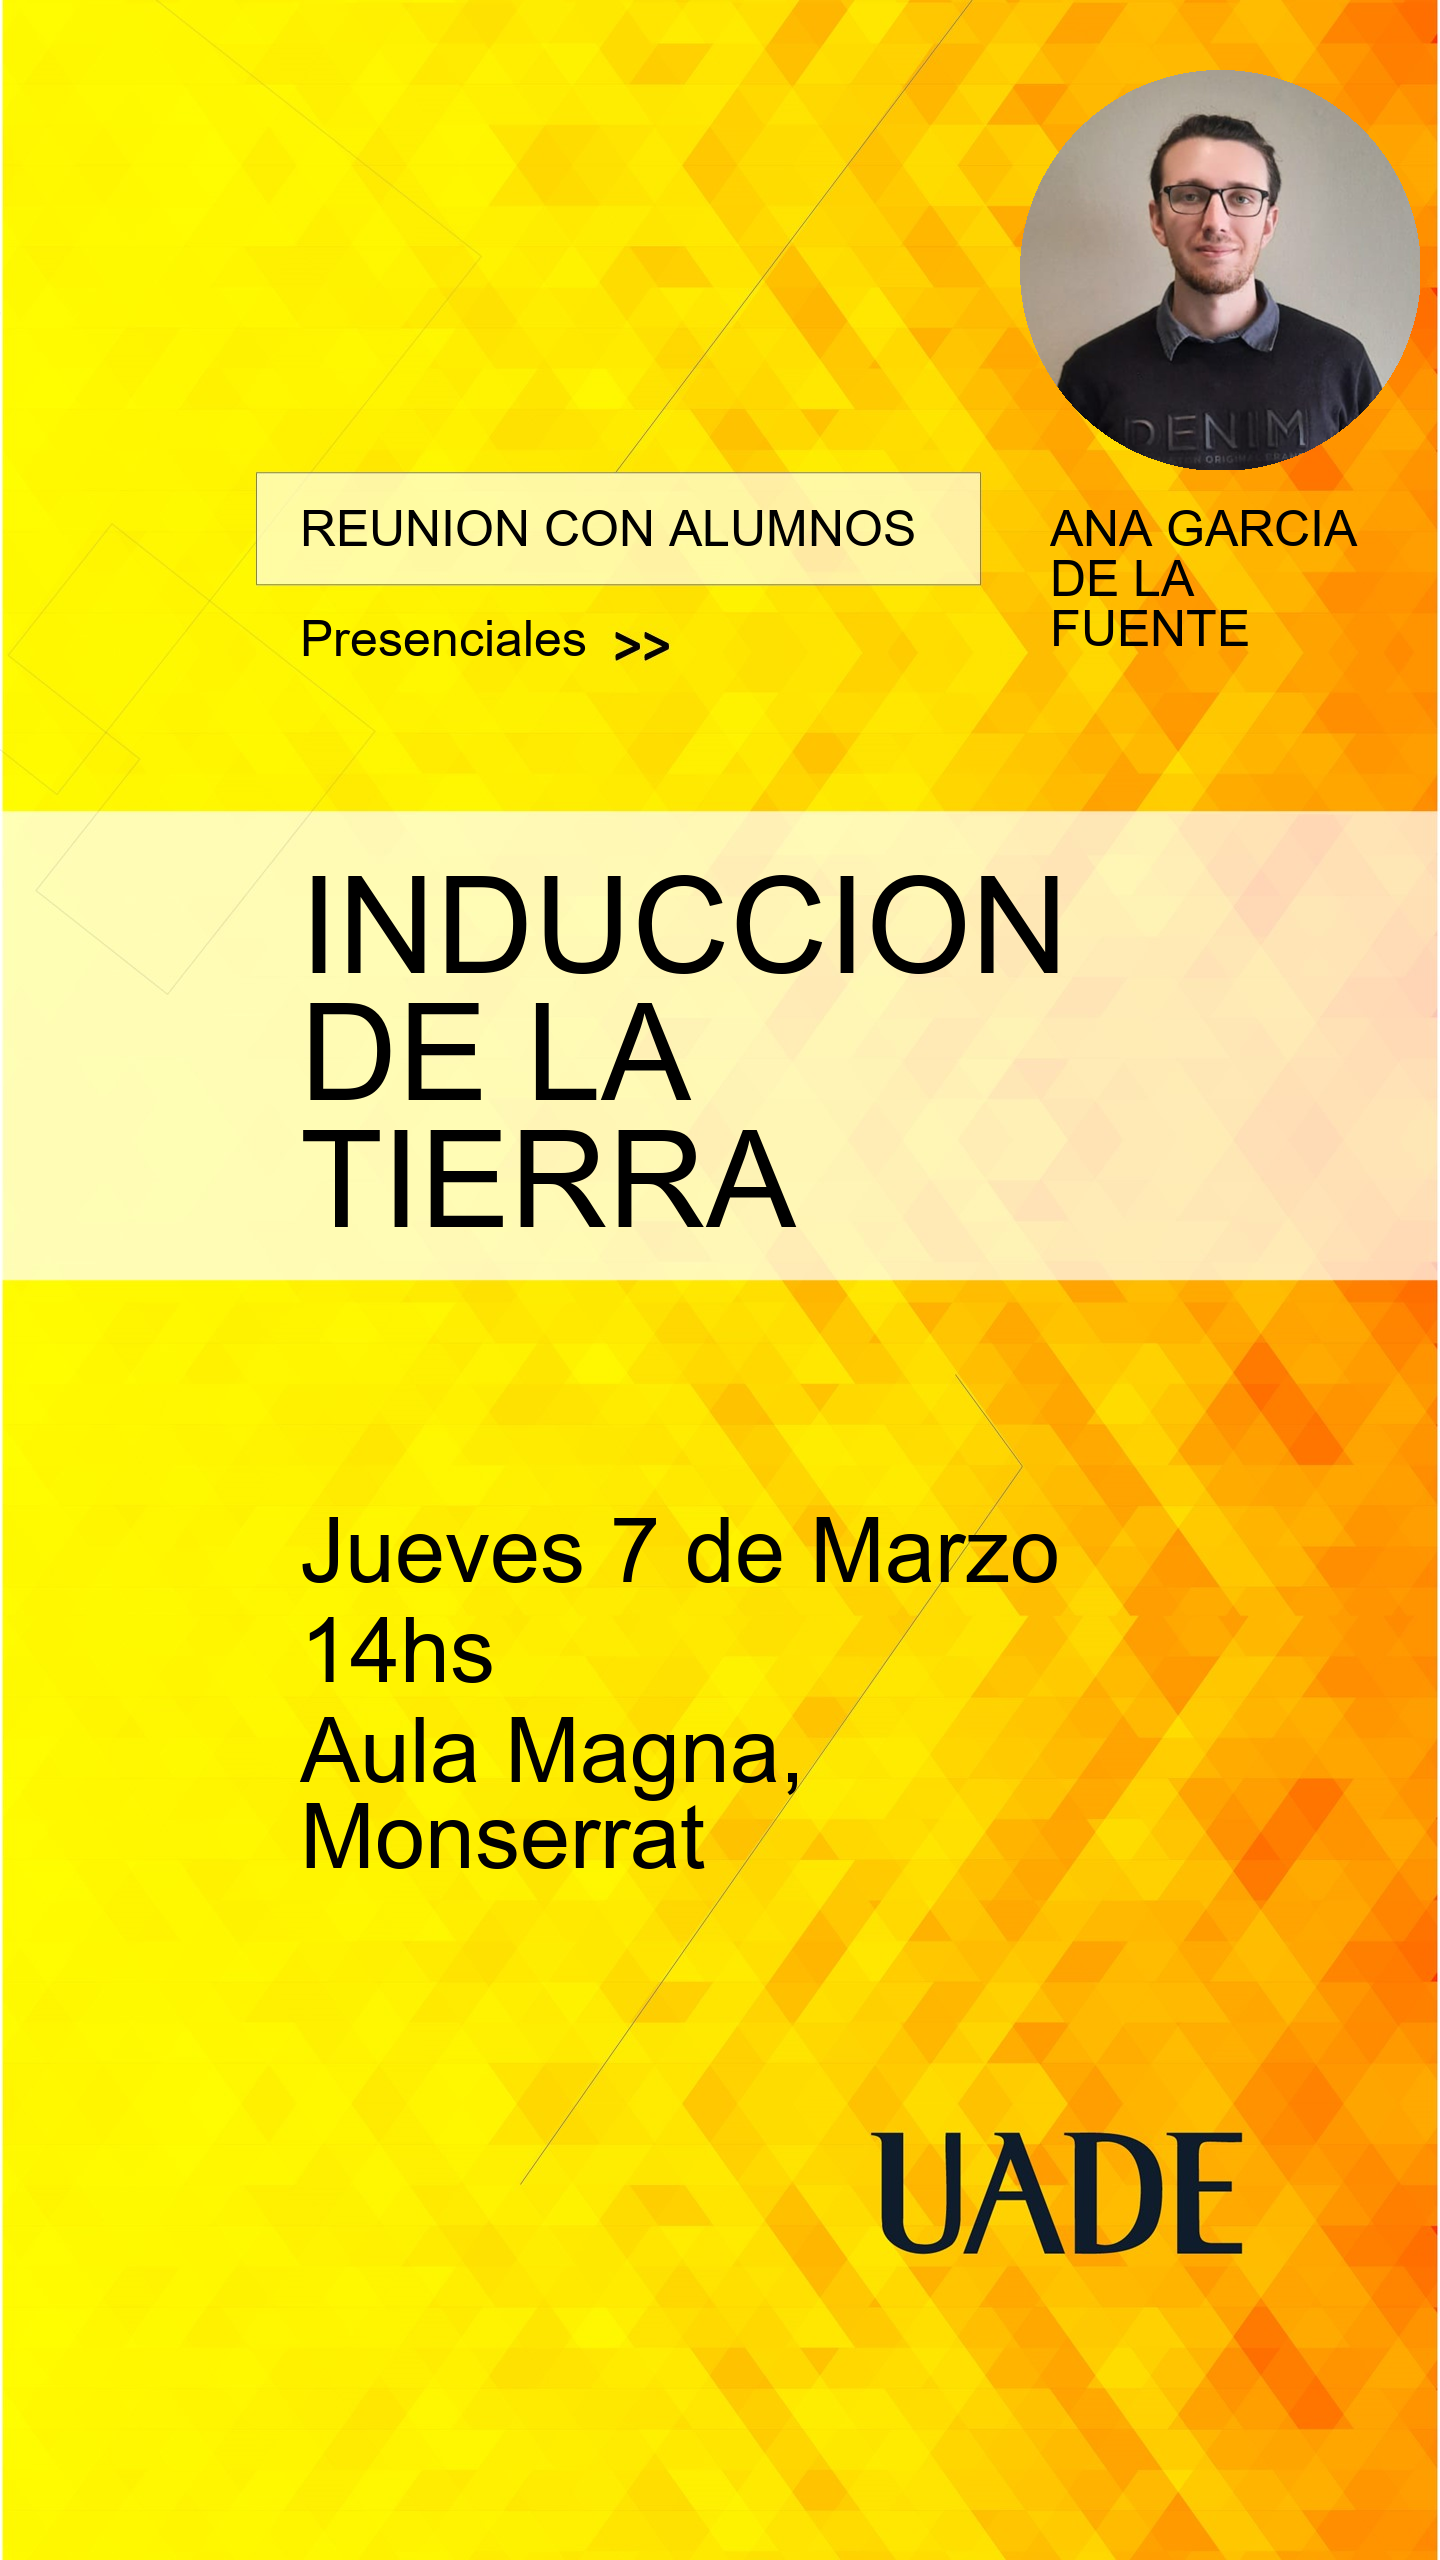 DENIM
REUNION CON ALUMNOS
Presenciales >>
ANA GARCIA
DE LA
FUENTE
INDUCCION
DE LA
TIERRA
Jueves 7 de Marzo
14hs
Aula Magna,
Monserrat
UADE